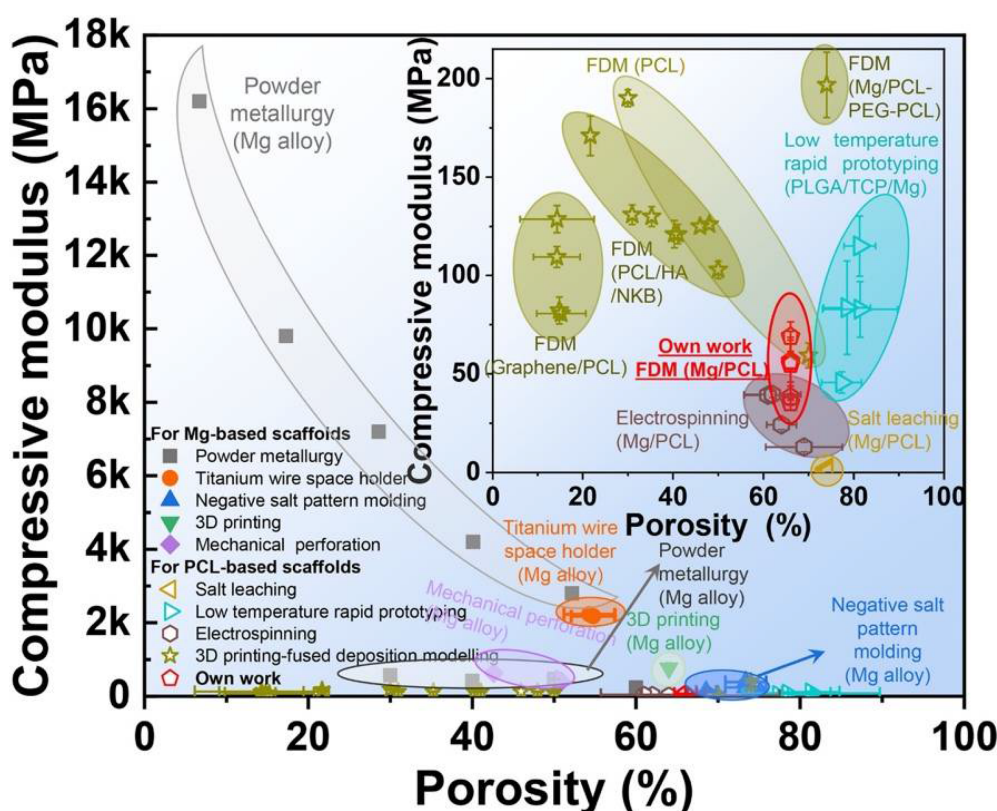 Compressive modulus (MPa)
18k
16k
14k
12k
10k
8k
6k
4k
2k
0
Powder
metallurgy
(Mg alloy)
For Mg-based scaffolds
Powder metallurgy
Titanium wire space holder
Negative salt pattern molding
3D printing
Mechanical perforation
For PCL-based scaffolds
Salt leaching
Low temperature rapid prototyping
Electrospinning
3D printing-fused deposition modelling
Own work
Titanium wire
space holder
(Mg alloy)
Powder
metallurgy
(Mg alloy)
Mechanical perforation
(Mg alloy)
3D printing
(Mg alloy)
Negative salt
pattern
molding
(Mg alloy)
0
20
40
60
80
100
Porosity (%)
Compressive modulus (MPa)
200
150
100
50
0
FDM (PCL)
FDM
(Mg/PCL-
PEG-PCL)
Low temperature
rapid prototyping
(PLGA/TCP/Mg)
FDM
(PCL/HA
/NKB)
FDM
(Graphene/PCL)
Own work
FDM (Mg/PCL)
Electrospinning
(Mg/PCL)
Salt leaching
(Mg/PCL)
0
20
40
60
80
100
Porosity (%)